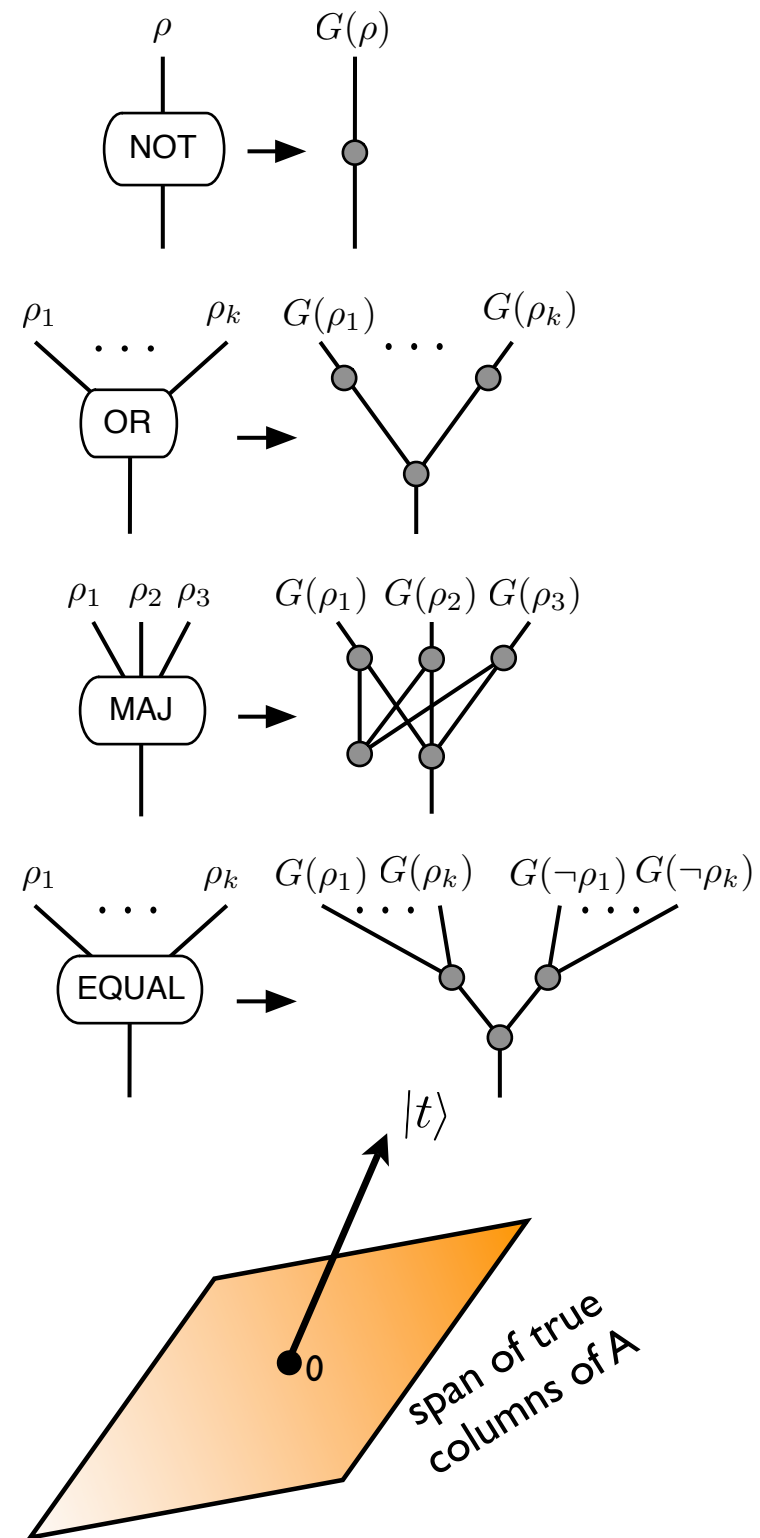 ρ G(ρ)
NOT
ρ₁ . . . ρₖ G(ρ₁) . . . G(ρₖ)
OR
ρ₁ ρ₂ ρ₃ G(ρ₁) G(ρ₂) G(ρ₃)
MAJ
ρ₁ . . . ρₖ G(ρ₁) . . . G(ρₖ) G(¬ρ₁) . . . G(¬ρₖ)
EQUAL
|t⟩
0
span of true
columns of A